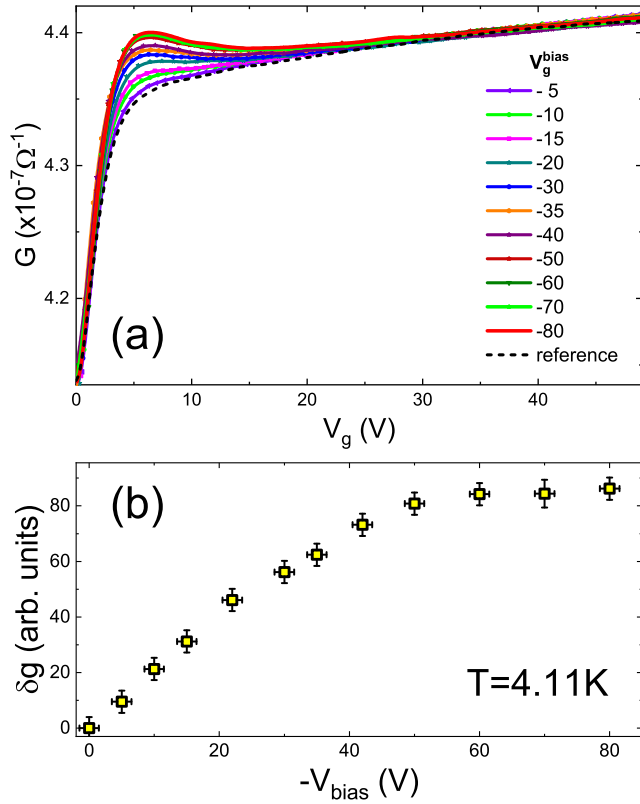 4.4
4.3
4.2
G (x10⁻⁷Ω⁻¹)
(a)
V_g^bias
- 5
-10
-15
-20
-30
-35
-40
-50
-60
-70
-80
reference
0 10 20 30 40
V_g (V)
(b)
80
60
40
20
0
δg (arb. units)
T=4.11K
0 20 40 60 80
-V_bias (V)